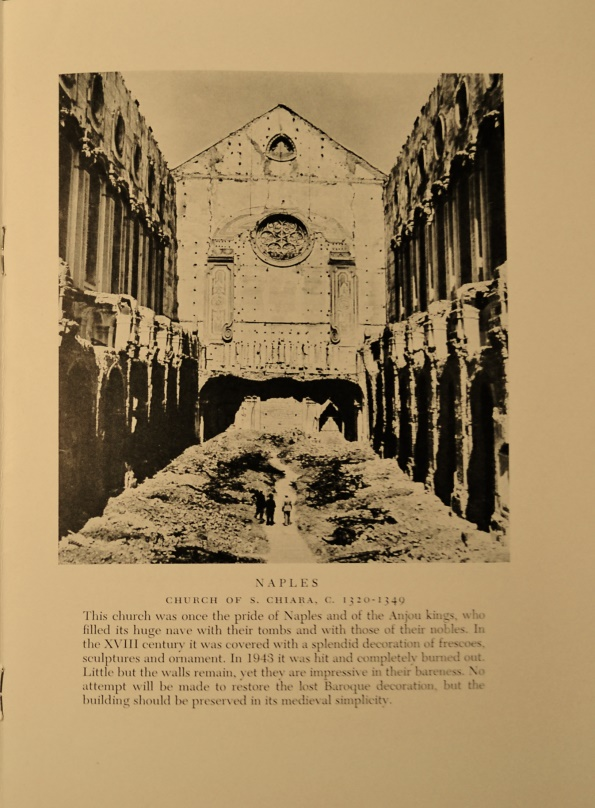 NAPLES
CHURCH OF S. CHIARA, C. 1320-1349
This church was once the pride of Naples and of the Anjou kings, who
filled its huge nave with their tombs and with those of their nobles. In
the XVIII century it was covered with a splendid decoration of frescoes,
sculptures and ornament. In 1943 it was hit and completely burned out.
Little but the walls remain, yet they are impressive in their bareness. No
attempt will be made to restore the lost Baroque decoration, but the
building should be preserved in its medieval simplicity.